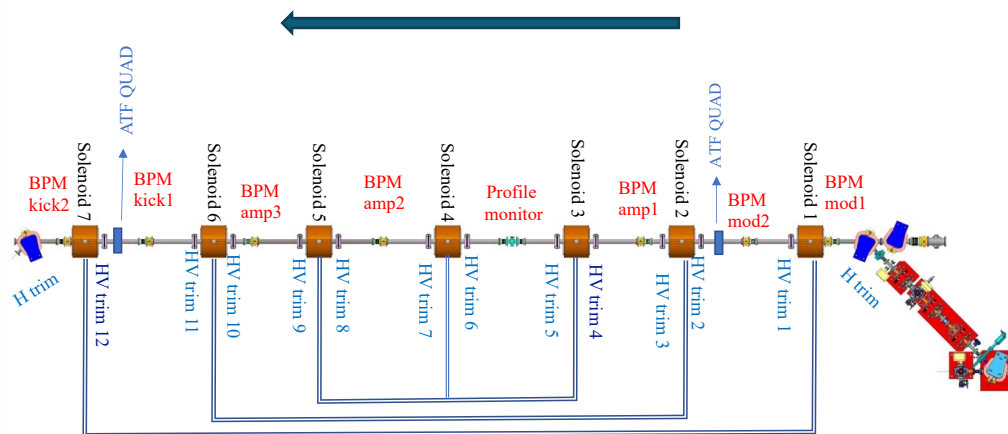 ATF QUAD
ATF QUAD
Solenoid 7
Solenoid 6
Solenoid 5
Solenoid 4
Solenoid 3
Solenoid 2
Solenoid 1
BPM
kick2
BPM
kick1
BPM
amp3
BPM
amp2
Profile
monitor
BPM
amp1
BPM
mod2
BPM
mod1
H trim
HV trim 12
HV trim 11
HV trim 10
HV trim 9
HV trim 8
HV trim 7
HV trim 6
HV trim 5
HV trim 4
HV trim 3
HV trim 2
HV trim 1
H trim